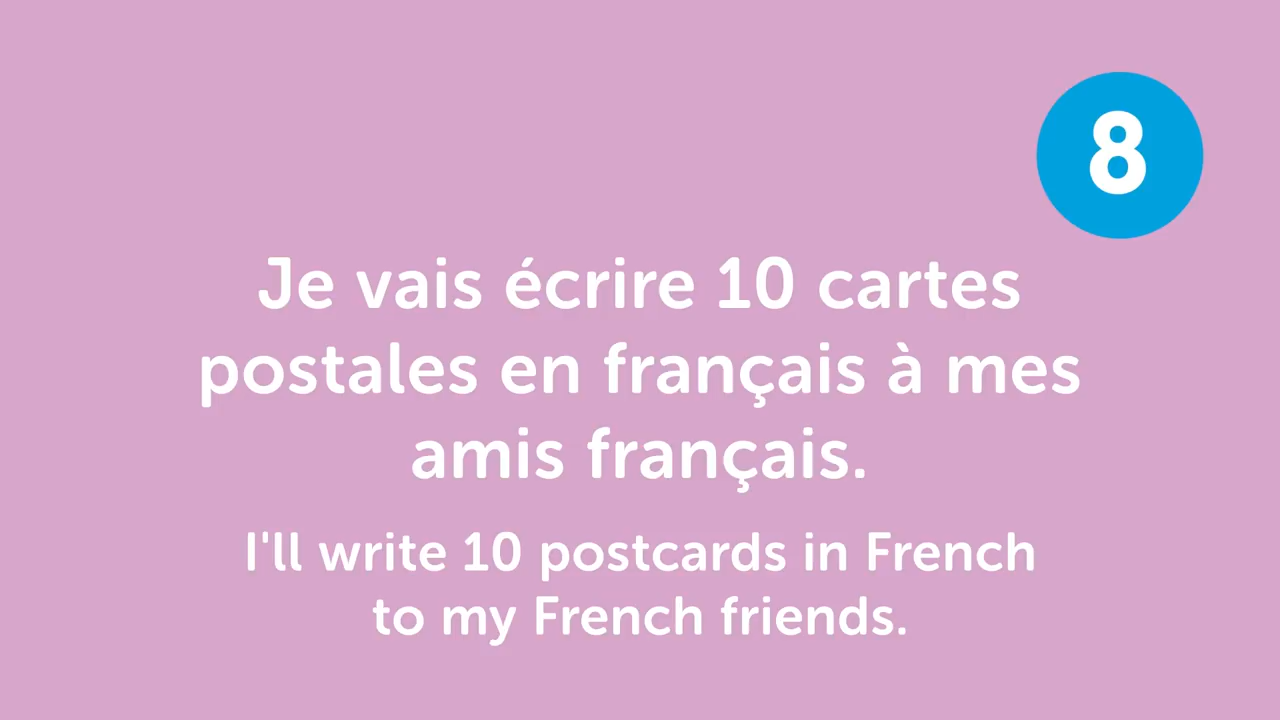 8
Je vais écrire 10 cartes
postales en français à mes
amis français.
I'll write 10 postcards in French
to my French friends.